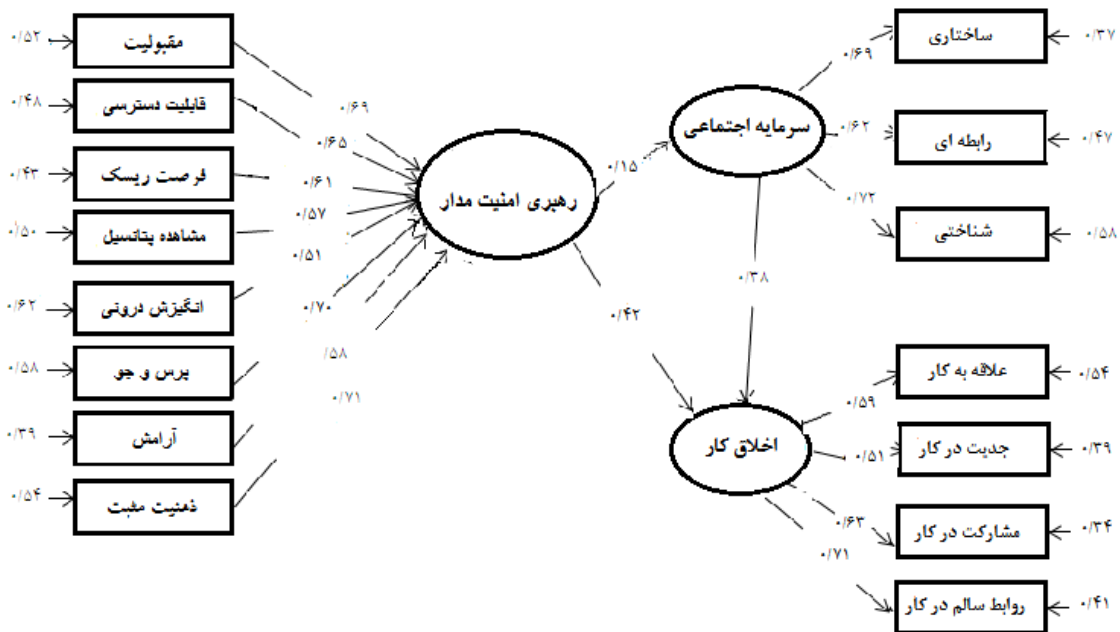 ۰/۵۲
مقبولیت
۰/۴۸
قابلیت دسترسی
۰/۴۳
فرصت ریسک
۰/۵۰
مشاهده پتانسیل
۰/۶۲
انگیزش درونی
۰/۵۸
پرس و جو
۰/۳۹
آرامش
۰/۵۴
ذهنیت مثبت
۰/۶۹
۰/۶۵
۰/۶۱
۰/۵۷
۰/۵۱
۰/۷۰
۰/۵۸
۰/۷۱
رهبری امنیت مدار
۰/۱۵
۰/۴۲
سرمایه اجتماعی
۰/۳۸
اخلاق کار
۰/۶۹
ساختاری
۰/۳۷
۰/۶۲
رابطه ای
۰/۴۷
۰/۷۲
شناختی
۰/۵۸
۰/۵۹
علاقه به کار
۰/۵۴
۰/۵۱
جدیت در کار
۰/۳۹
۰/۶۳
مشارکت در کار
۰/۳۴
۰/۷۱
روابط سالم در کار
۰/۴۱